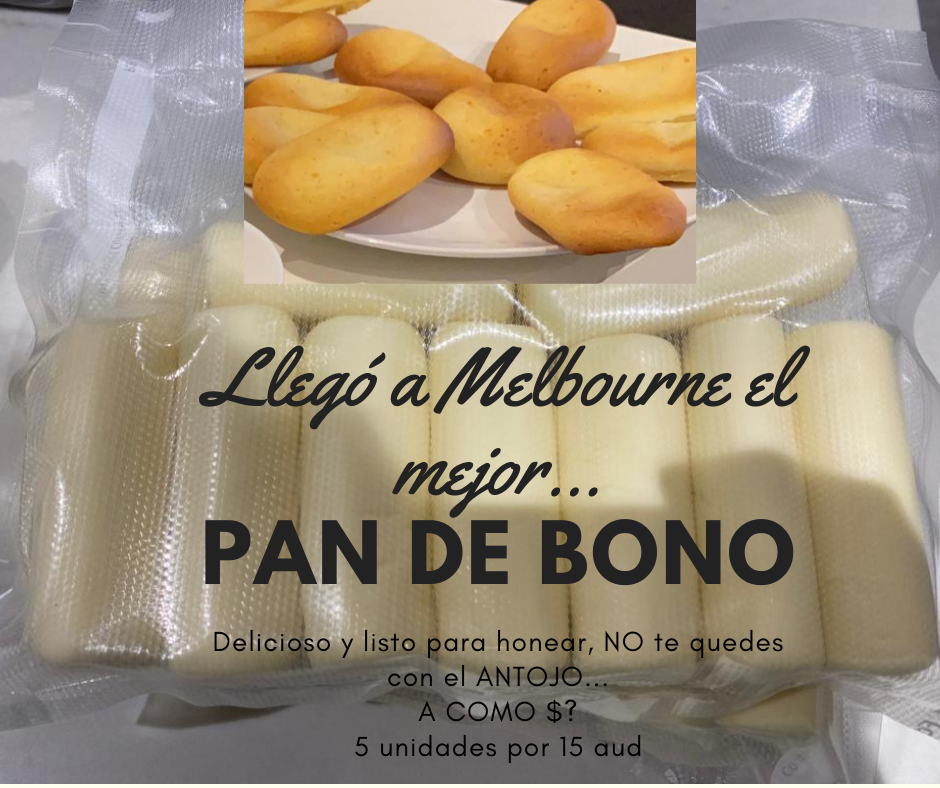 Llegó a Melbourne el
mejor...
PAN DE BONO
Delicioso y listo para honear, NO te quedes
con el ANTOJO...
A COMO $?
5 unidades por 15 aud